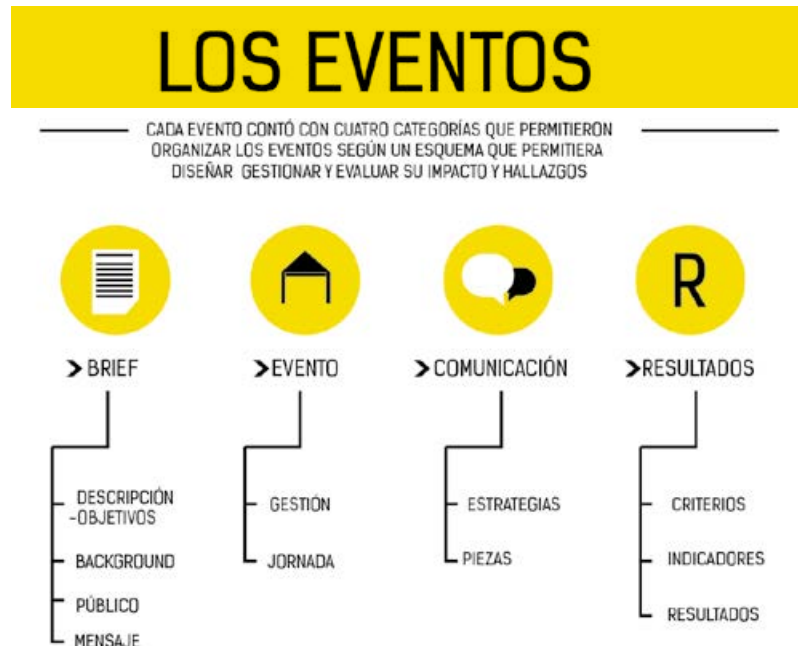 LOS EVENTOS
CADA EVENTO CONTÓ CON CUATRO CATEGORÍAS QUE PERMITIERON
ORGANIZAR LOS EVENTOS SEGÚN UN ESQUEMA QUE PERMITIERA
DISEÑAR GESTIONAR Y EVALUAR SU IMPACTO Y HALLAZGOS
R
> BRIEF
DESCRIPCIÓN
-OBJETIVOS
BACKGROUND
PÚBLICO
MENSAJE
>EVENTO
GESTIÓN
JORNADA
>COMUNICACIÓN
ESTRATEGIAS
PIEZAS
>RESULTADOS
CRITERIOS
INDICADORES
RESULTADOS